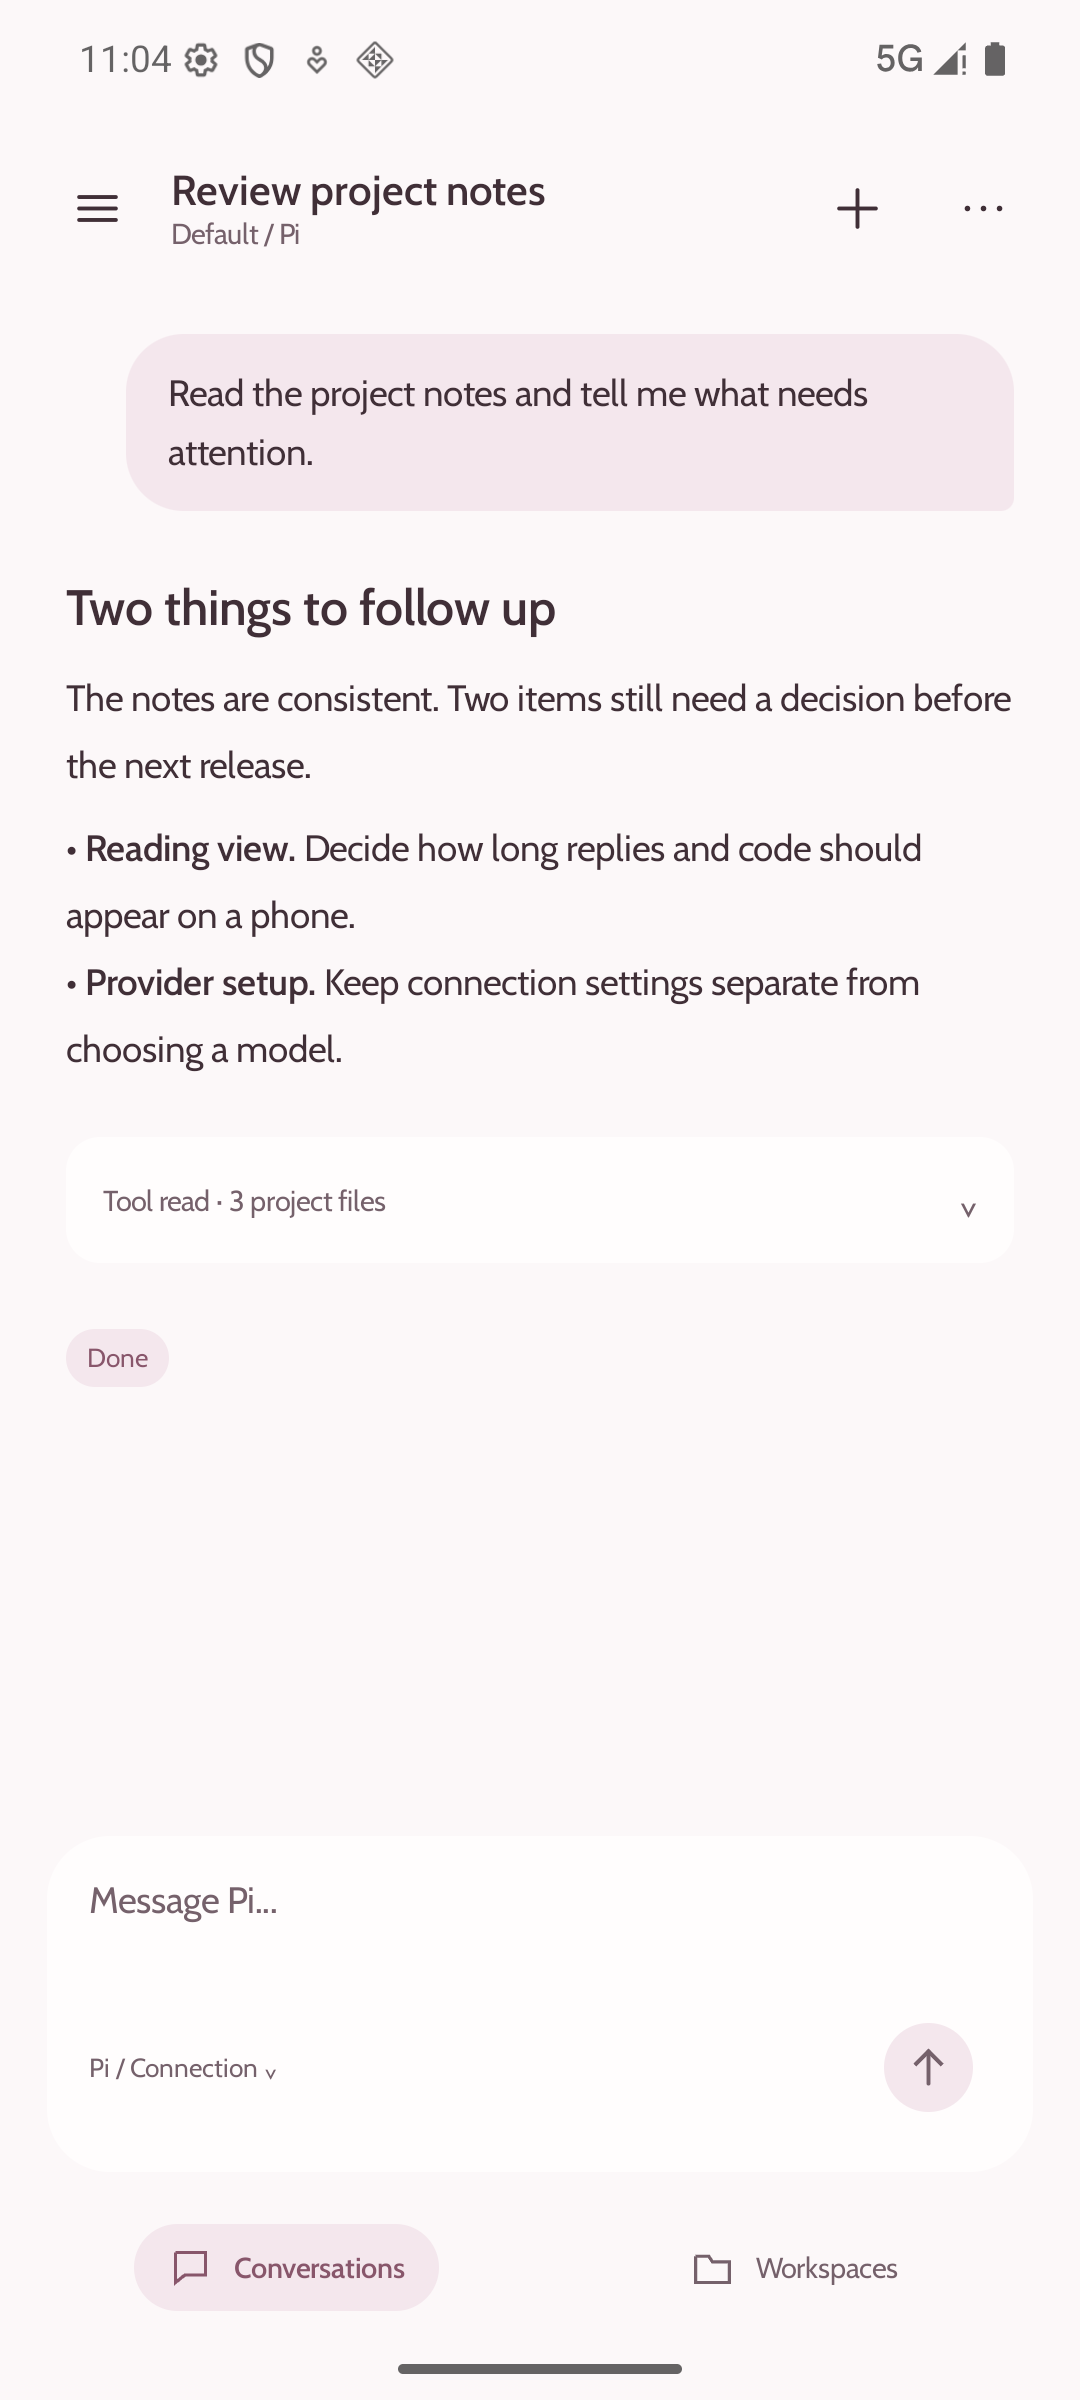 11:04
5G
Review project notes
Default / Pi
Read the project notes and tell me what needs
attention.
Two things to follow up
The notes are consistent. Two items still need a decision before
the next release.
• Reading view. Decide how long replies and code should
appear on a phone.
• Provider setup. Keep connection settings separate from
choosing a model.
Tool read · 3 project files
Done
Message Pi...
Pi / Connection
Conversations
Workspaces